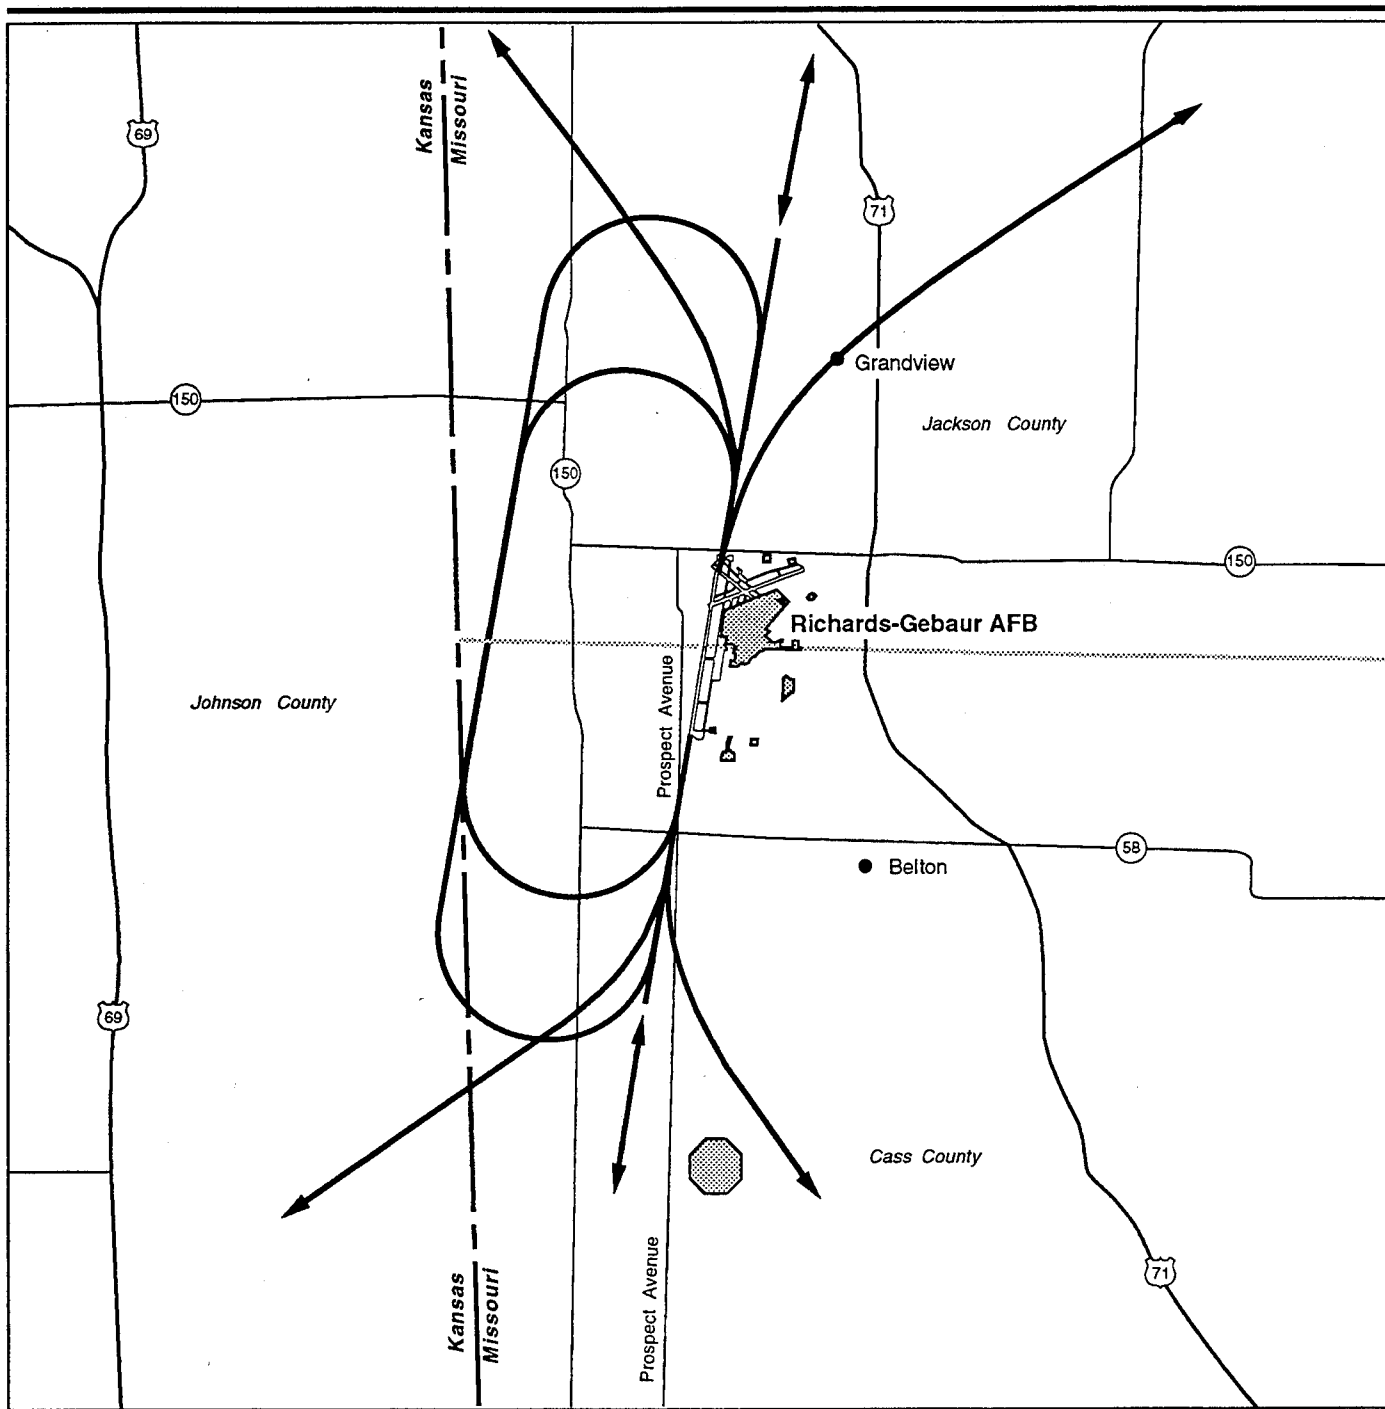 Kansas
Missouri
69
71
Grandview
150
Jackson County
150
150
Richards-Gebaur AFB
Johnson County
Prospect Avenue
58
Belton
69
Cass County
Prospect Avenue
71
Kansas
Missouri